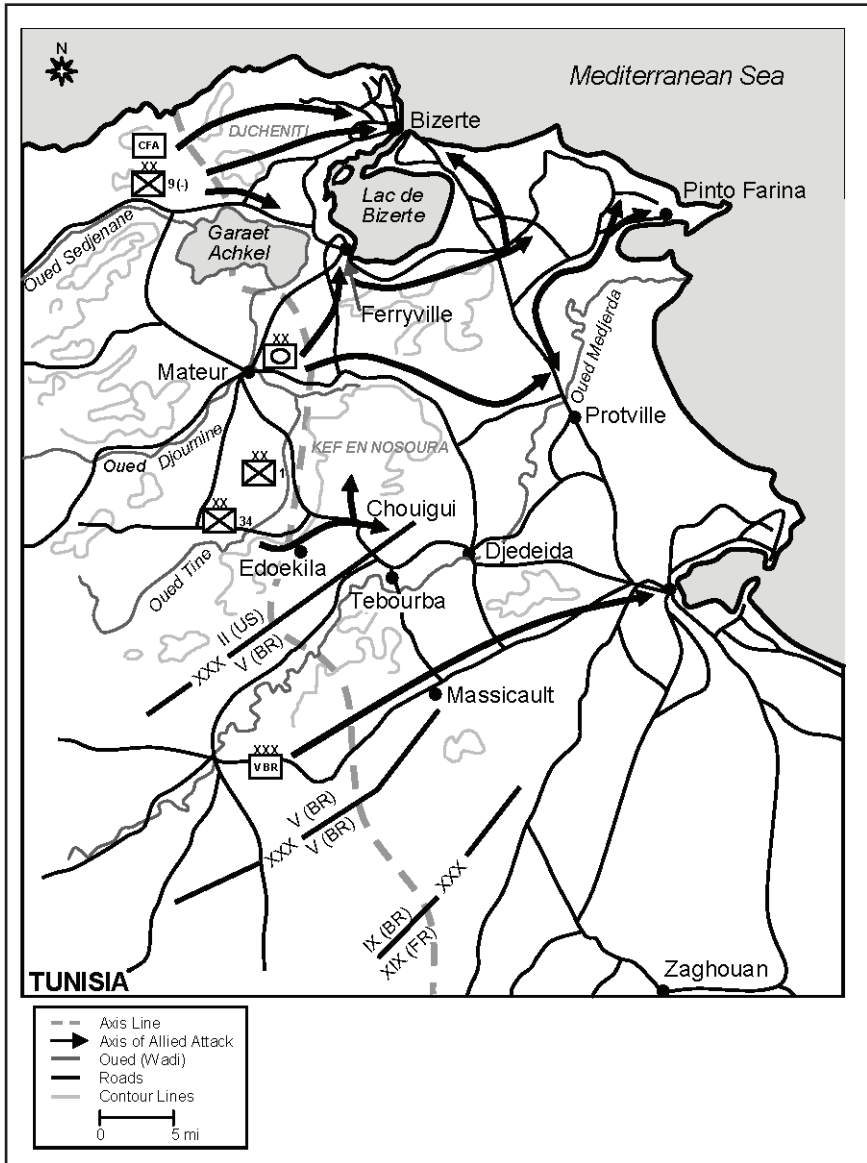 N
Mediterranean Sea
Bizerte
DJCHENITI
CFA
XX
9(-)
Pinto Farina
Lac de
Bizerte
Garaet
Achkel
Oued Sedjenane
Ferryville
Oued Medjerda
XX
Mateur
Protville
Oued Djoumine
KEF EN NOSOURA
XX
1
Chouigui
XX
34
Djedeida
Edoekila
Oued Tine
Tebourba
II (US)
XXX
V (BR)
Massicault
XXX
V BR
V (BR)
XXX
V (BR)
XXX
IX (BR)
XIX (FR)
Zaghouan
TUNISIA
Axis Line
Axis of Allied Attack
Oued (Wadi)
Roads
Contour Lines
0 5 mi